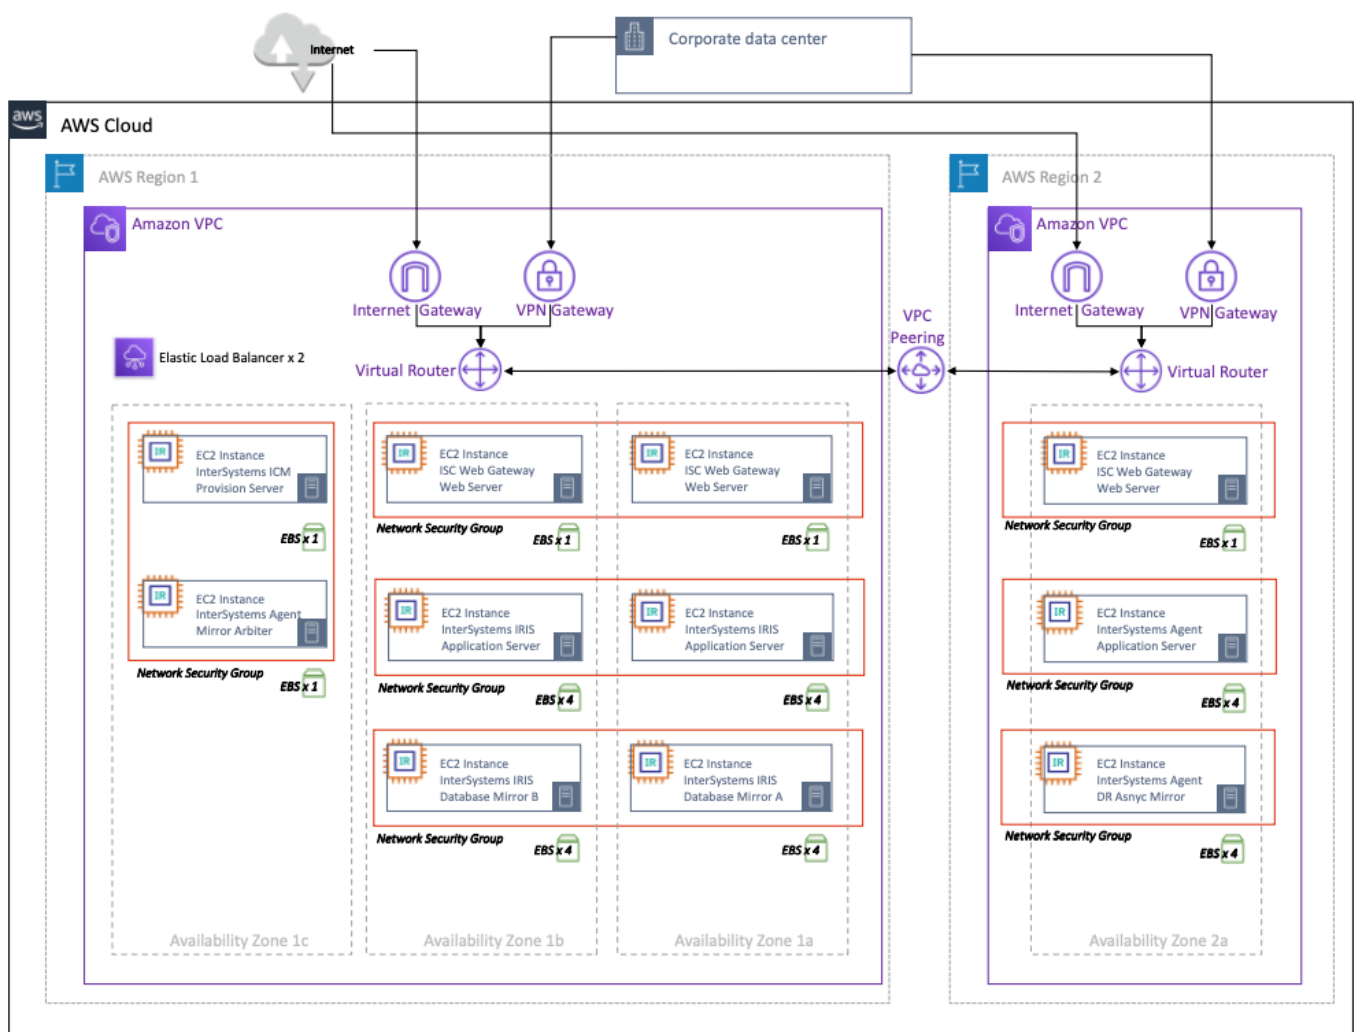 Internet
Corporate data center
aws
AWS Cloud
AWS Region 1
AWS Region 2
Amazon VPC
Amazon VPC
Internet Gateway
VPN Gateway
Internet Gateway
VPN Gateway
VPC
Peering
Elastic Load Balancer x 2
Virtual Router
Virtual Router
IR
EC2 Instance
InterSystems ICM
Provision Server
EBS x 1
IR
EC2 Instance
InterSystems Agent
Mirror Arbiter
Network Security Group
EBS x 1
Availability Zone 1c
IR
EC2 Instance
ISC Web Gateway
Web Server
IR
EC2 Instance
ISC Web Gateway
Web Server
Network Security Group
EBS x 1
EBS x 1
IR
EC2 Instance
InterSystems IRIS
Application Server
IR
EC2 Instance
InterSystems IRIS
Application Server
Network Security Group
EBS x 4
EBS x 4
IR
EC2 Instance
InterSystems IRIS
Database Mirror B
IR
EC2 Instance
InterSystems IRIS
Database Mirror A
Network Security Group
EBS x 4
EBS x 4
Availability Zone 1b
Availability Zone 1a
IR
EC2 Instance
ISC Web Gateway
Web Server
Network Security Group
EBS x 1
IR
EC2 Instance
InterSystems Agent
Application Server
Network Security Group
EBS x 4
IR
EC2 Instance
InterSystems Agent
DR Asnyc Mirror
Network Security Group
EBS x 4
Availability Zone 2a